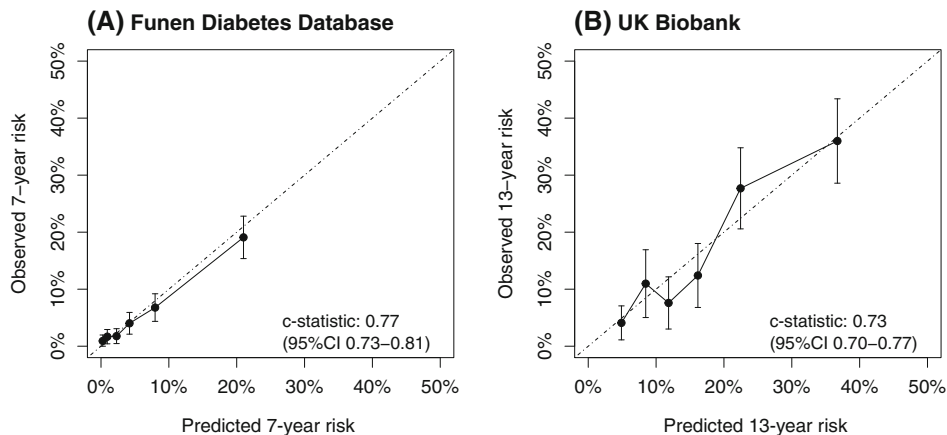 (A) Funen Diabetes Database
Observed 7–year risk
50%
40%
30%
20%
10%
0%
c-statistic: 0.77
(95%CI 0.73–0.81)
0% 10% 20% 30% 40% 50%
Predicted 7-year risk
(B) UK Biobank
Observed 13–year risk
50%
40%
30%
20%
10%
0%
c-statistic: 0.73
(95%CI 0.70–0.77)
0% 10% 20% 30% 40% 50%
Predicted 13-year risk